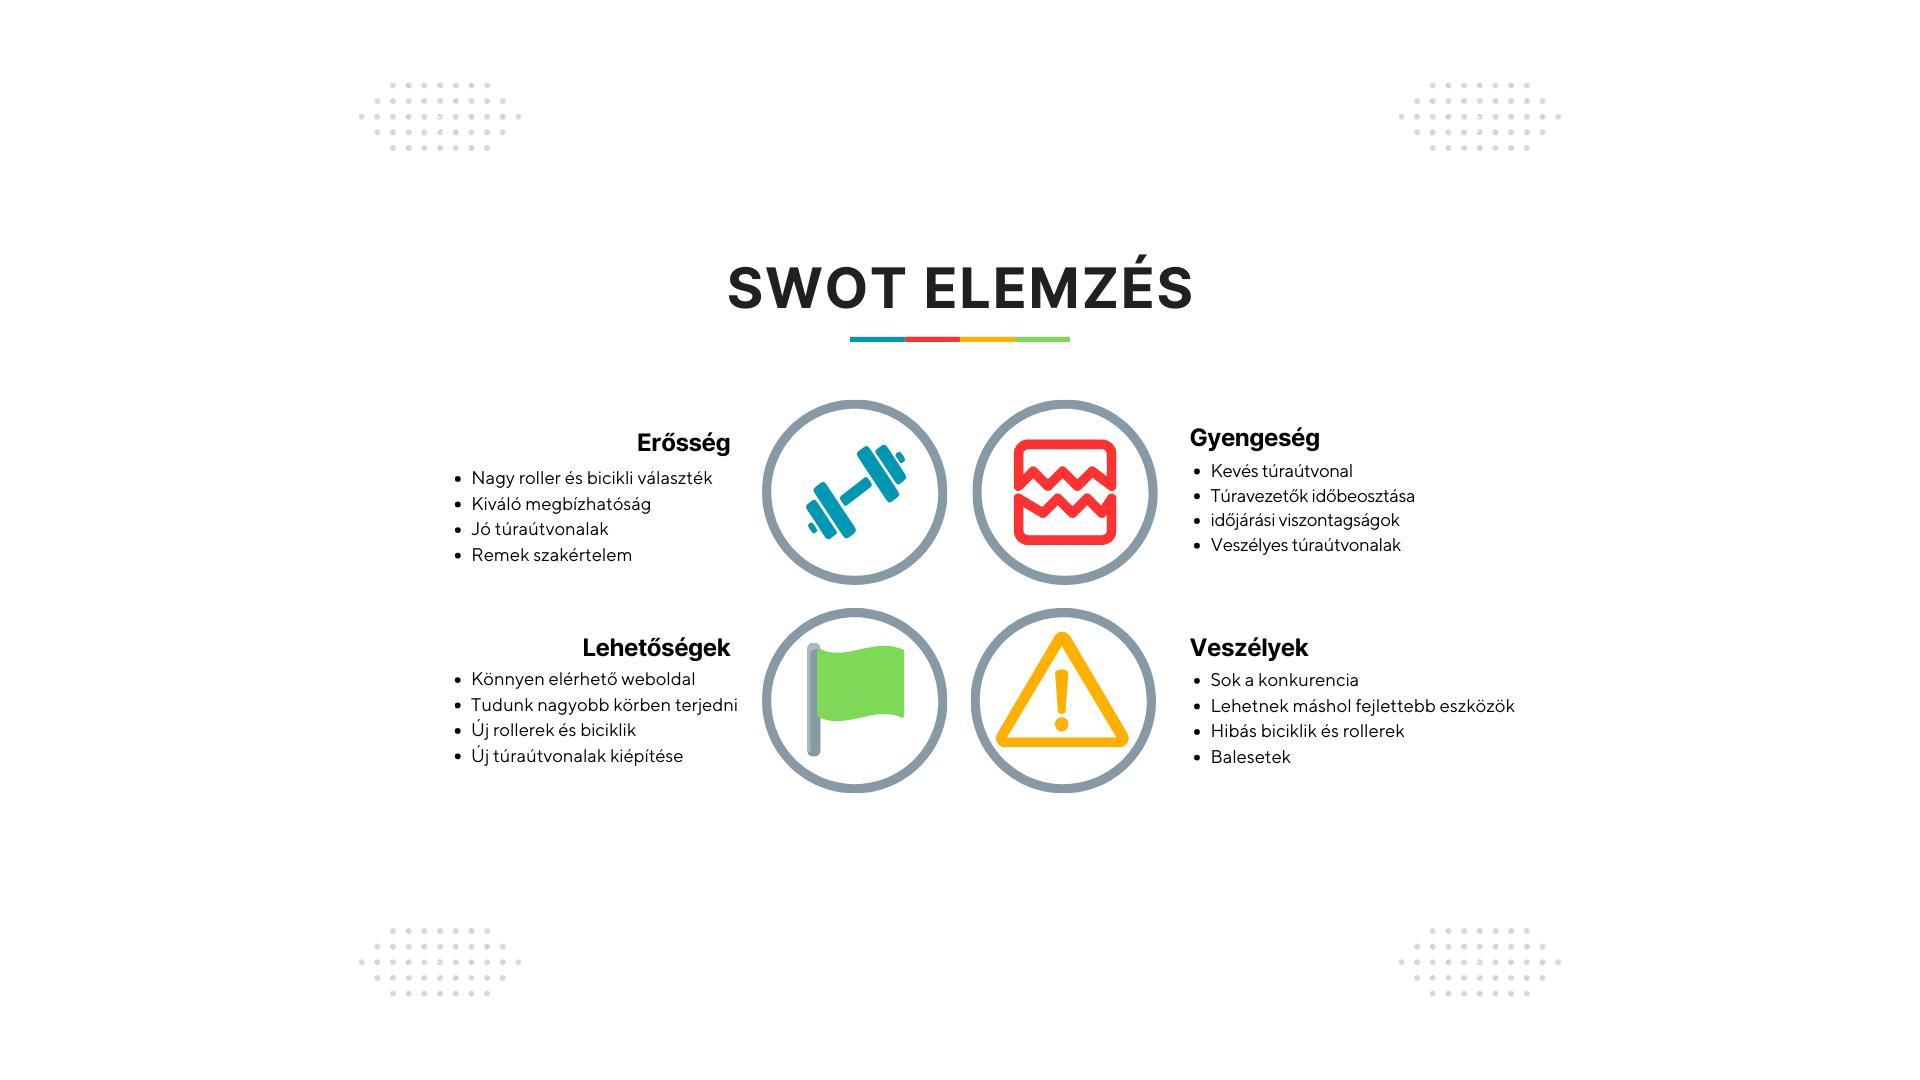 SWOT ELEMZÉS
Erősség
Nagy roller és bicikli választék
Kiváló megbízhatóság
Jó túraútvonalak
Remek szakértelem
Gyengeség
Kevés túraútvonal
Túravezetők időbeosztása
időjárási viszontagságok
Veszélyes túraútvonalak
Lehetőségek
Könnyen elérhető weboldal
Tudunk nagyobb körben terjedni
Új rollerek és biciklik
Új túraútvonalak kiépítése
Veszélyek
Sok a konkurencia
Lehetnek máshol fejlettebb eszközök
Hibás biciklik és rollerek
Balesetek